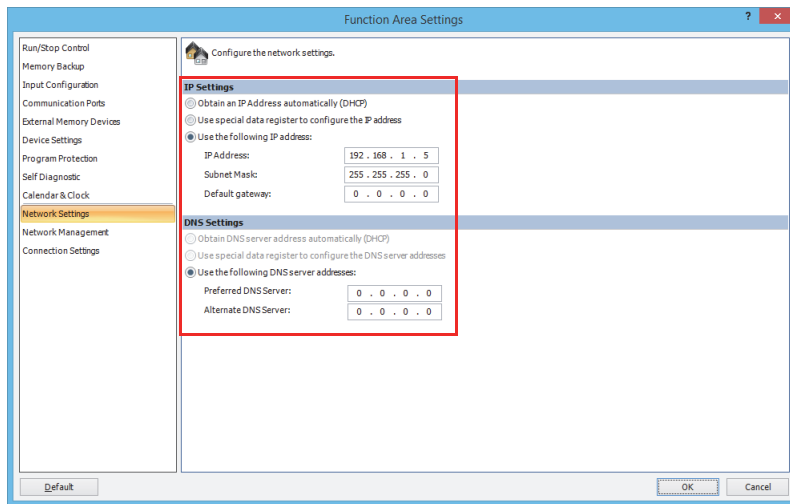 Function Area Settings
? ×
Run/Stop Control
Memory Backup
Input Configuration
Communication Ports
External Memory Devices
Device Settings
Program Protection
Self Diagnostic
Calendar & Clock
Network Settings
Network Management
Connection Settings
Configure the network settings.
IP Settings
Obtain an IP Address automatically (DHCP)
Use special data register to configure the IP address
Use the following IP address:
IP Address: 192 . 168 . 1 . 5
Subnet Mask: 255 . 255 . 255 . 0
Default gateway: 0 . 0 . 0 . 0
DNS Settings
Obtain DNS server address automatically (DHCP)
Use special data register to configure the DNS server addresses
Use the following DNS server addresses:
Preferred DNS Server: 0 . 0 . 0 . 0
Alternate DNS Server: 0 . 0 . 0 . 0
Default OK Cancel